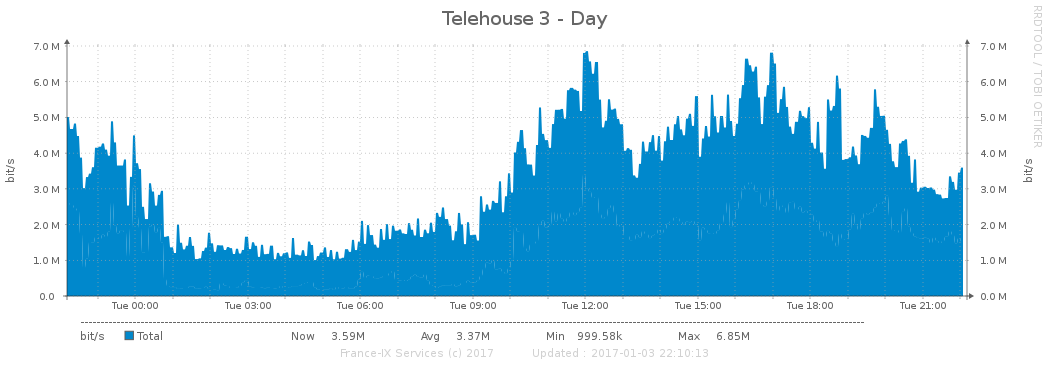 Telehouse 3 - Day
RRDTOOL / TOBI OETIKER
7.0 M 7.0 M
6.0 M 6.0 M
5.0 M 5.0 M
4.0 M 4.0 M
3.0 M 3.0 M
2.0 M 2.0 M
1.0 M 1.0 M
0.0 0.0 M
bit/s
bit/s
Tue 00:00 Tue 03:00 Tue 06:00 Tue 09:00 Tue 12:00 Tue 15:00 Tue 18:00 Tue 21:00
bit/s Total Now 3.59M Avg 3.37M Min 999.58k Max 6.85M
France-IX Services (c) 2017 Updated : 2017-01-03 22:10:13